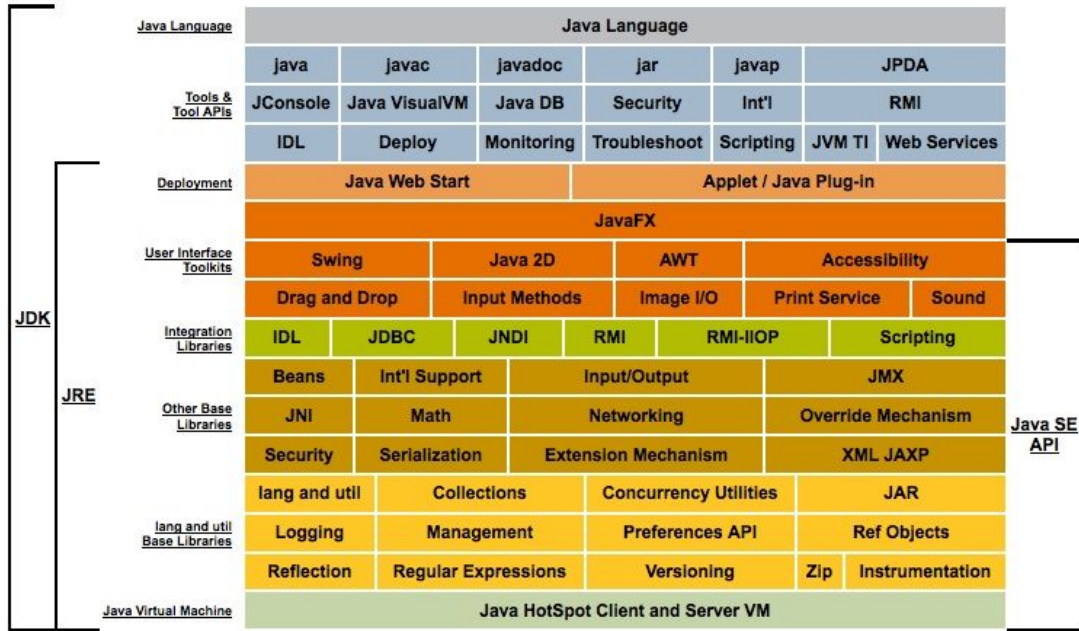 Java Language Java Language
java javac javadoc jar javap JPDA
Tools &
Tool APIs
JConsole Java VisualVM Java DB Security Int'l RMI
IDL Deploy Monitoring Troubleshoot Scripting JVM TI Web Services
Deployment Java Web Start Applet / Java Plug-in
JavaFX
User Interface
Toolkits
Swing Java 2D AWT Accessibility
Drag and Drop Input Methods Image I/O Print Service Sound
JDK
Integration
Libraries
IDL JDBC JNDI RMI RMI-IIOP Scripting
Beans Int'l Support Input/Output JMX
JRE
Other Base
Libraries
JNI Math Networking Override Mechanism
Java SE
API
Security Serialization Extension Mechanism XML JAXP
lang and util Collections Concurrency Utilities JAR
lang and util
Base Libraries
Logging Management Preferences API Ref Objects
Reflection Regular Expressions Versioning Zip Instrumentation
Java Virtual Machine Java HotSpot Client and Server VM